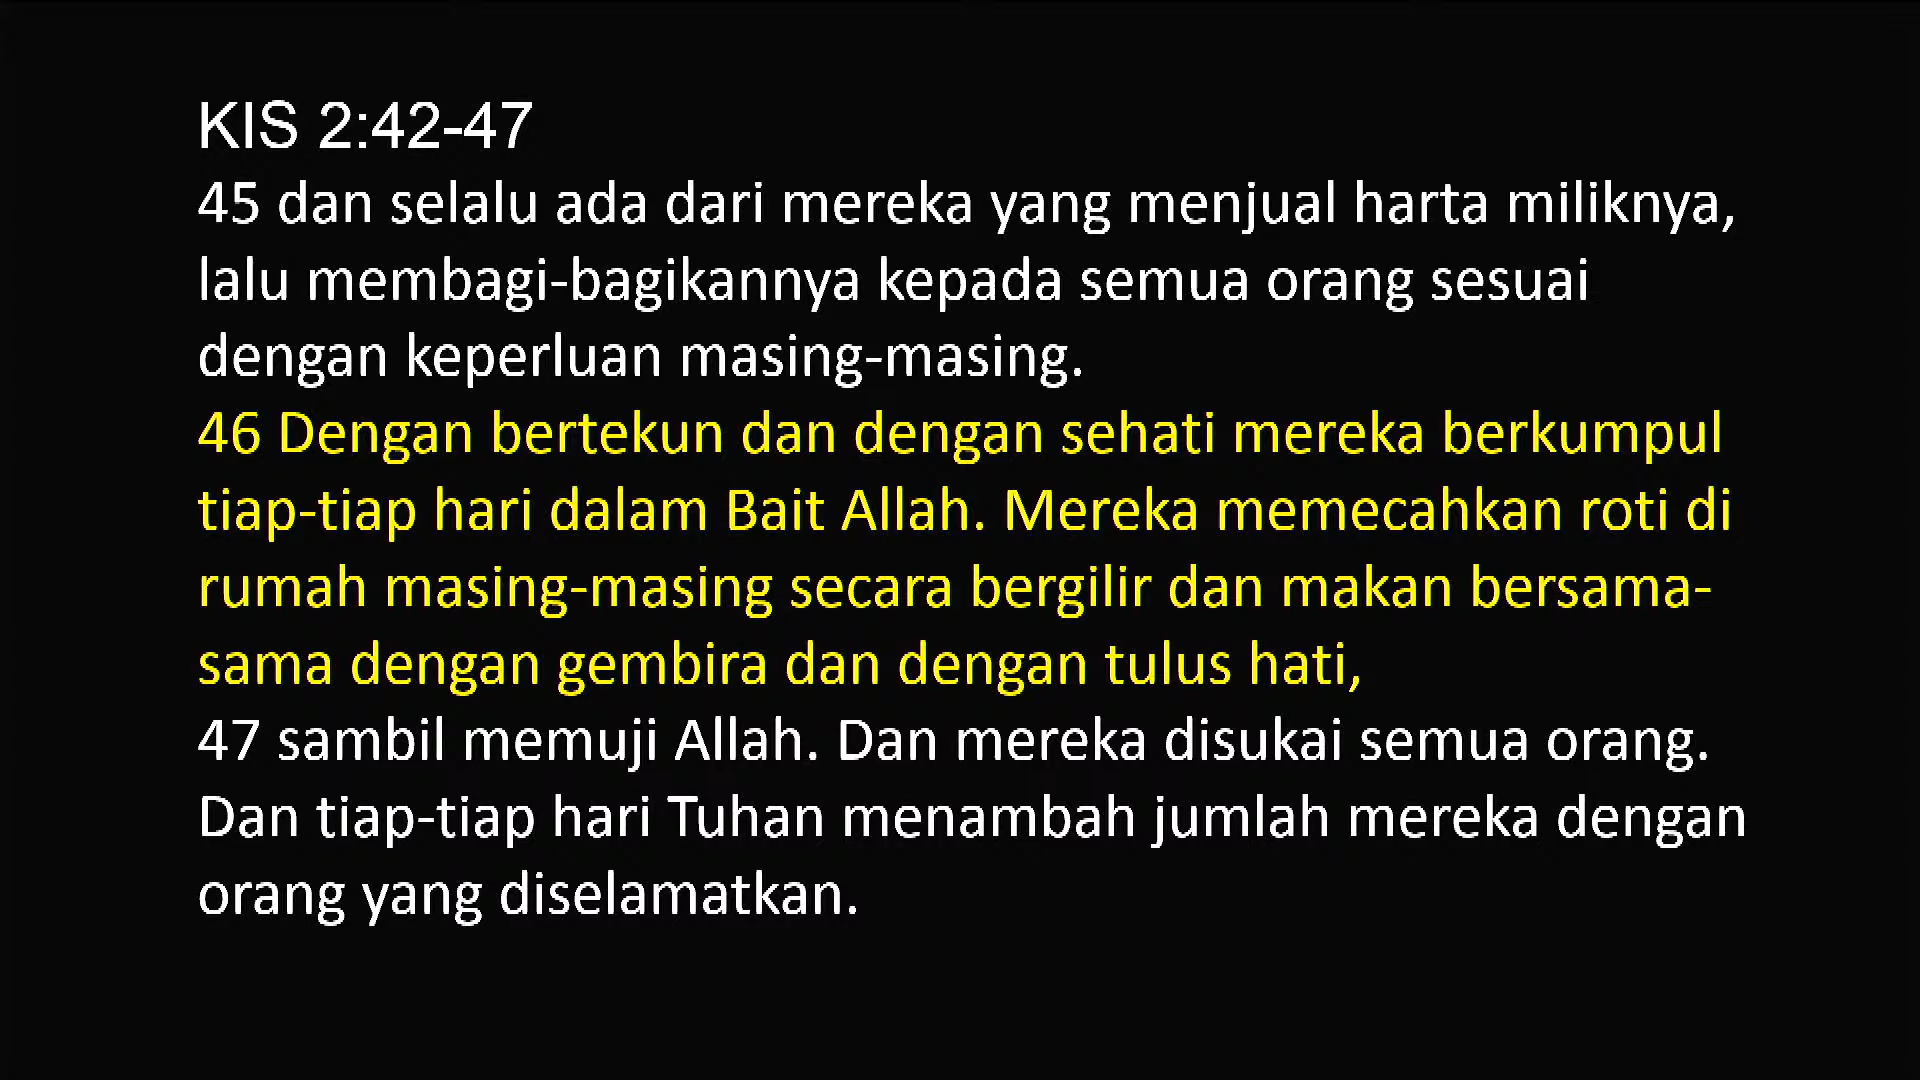 KIS 2:42-47
45 dan selalu ada dari mereka yang menjual harta miliknya,
lalu membagi-bagikannya kepada semua orang sesuai
dengan keperluan masing-masing.
46 Dengan bertekun dan dengan sehati mereka berkumpul
tiap-tiap hari dalam Bait Allah. Mereka memecahkan roti di
rumah masing-masing secara bergilir dan makan bersama-
sama dengan gembira dan dengan tulus hati,
47 sambil memuji Allah. Dan mereka disukai semua orang.
Dan tiap-tiap hari Tuhan menambah jumlah mereka dengan
orang yang diselamatkan.